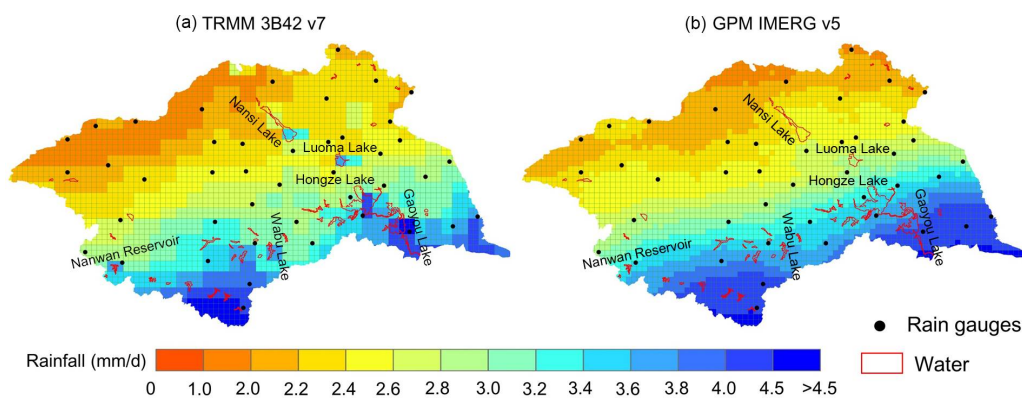 (a) TRMM 3B42 v7
(b) GPM IMERG v5
Nansi Lake
Luoma Lake
Hongze Lake
Gaoyou Lake
Wabu Lake
Nanwan Reservoir
Nansi Lake
Luoma Lake
Hongze Lake
Gaoyou Lake
Wabu Lake
Nanwan Reservoir
Rain gauges
Water
Rainfall (mm/d)
0 1.0 2.0 2.2 2.4 2.6 2.8 3.0 3.2 3.4 3.6 3.8 4.0 4.5 >4.5